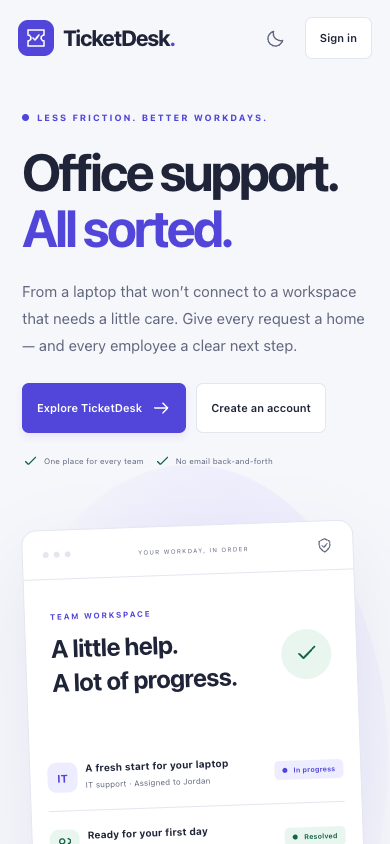 TicketDesk.
Sign in
LESS FRICTION. BETTER WORKDAYS.
Office support.
All sorted.
From a laptop that won’t connect to a workspace
that needs a little care. Give every request a home
— and every employee a clear next step.
Explore TicketDesk
Create an account
One place for every team
No email back-and-forth
YOUR WORKDAY, IN ORDER
TEAM WORKSPACE
A little help.
A lot of progress.
IT
A fresh start for your laptop
IT support · Assigned to Jordan
In progress
Ready for your first day
Resolved